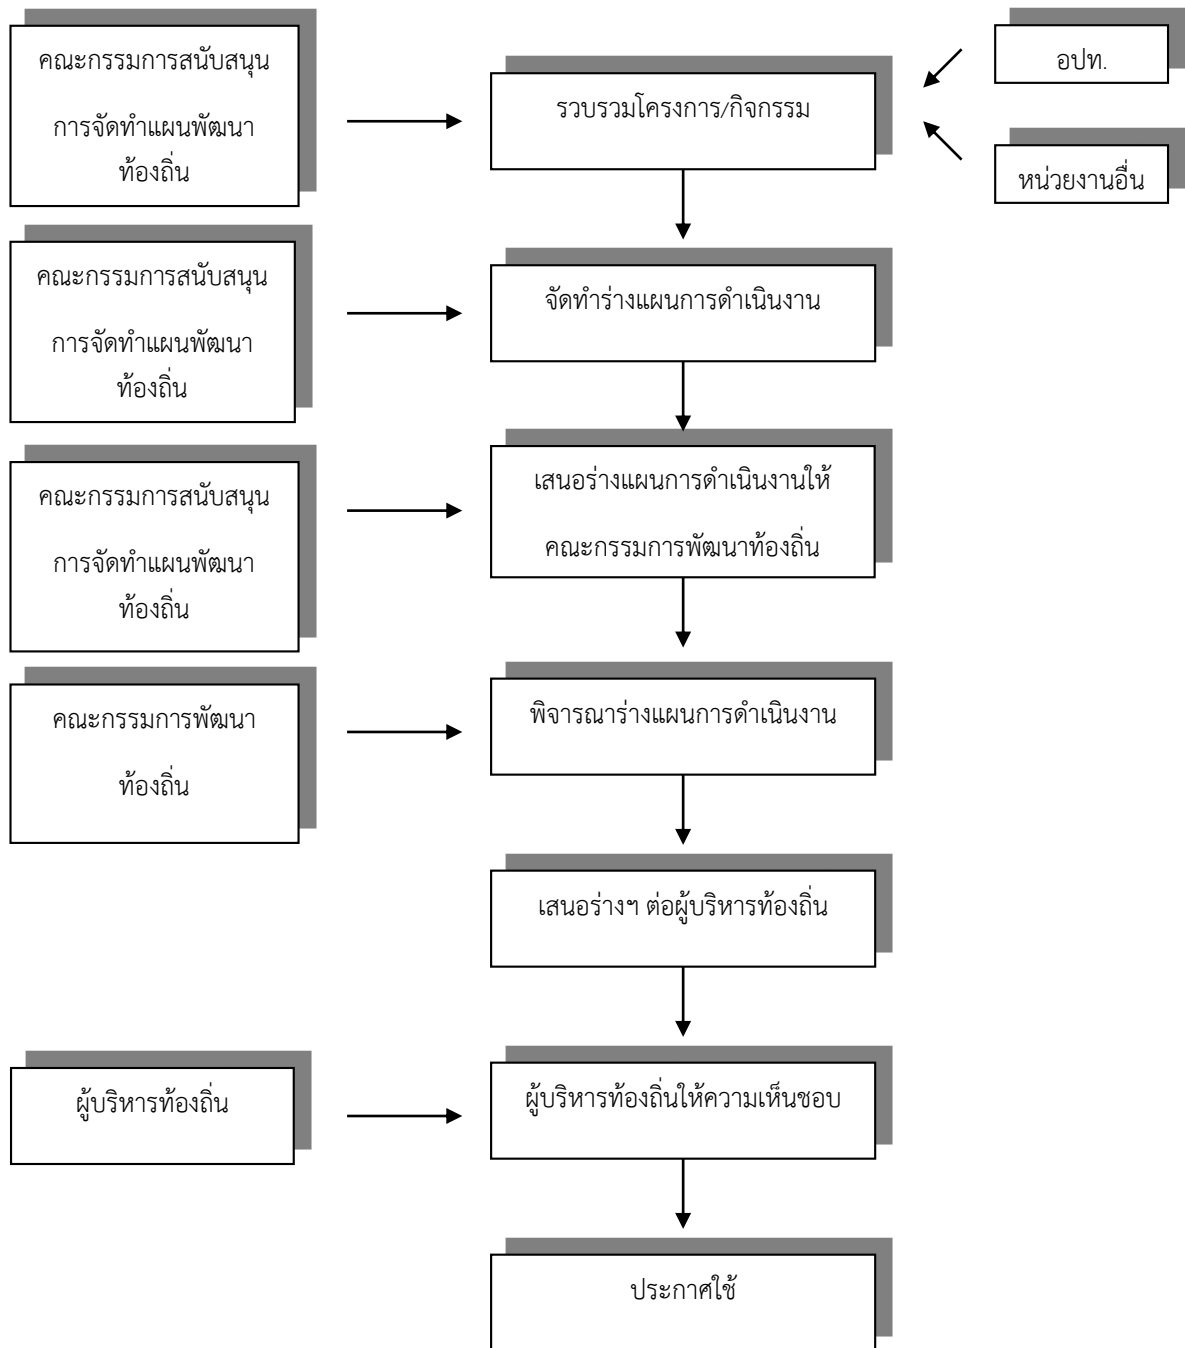 คณะกรรมการสนับสนุน
การจัดทำแผนพัฒนา
ท้องถิ่น
รวบรวมโครงการ/กิจกรรม
อปท.
หน่วยงานอื่น
คณะกรรมการสนับสนุน
การจัดทำแผนพัฒนา
ท้องถิ่น
จัดทำร่างแผนการดำเนินงาน
คณะกรรมการสนับสนุน
การจัดทำแผนพัฒนา
ท้องถิ่น
เสนอร่างแผนการดำเนินงานให้
คณะกรรมการพัฒนาท้องถิ่น
คณะกรรมการพัฒนา
ท้องถิ่น
พิจารณาร่างแผนการดำเนินงาน
เสนอร่างฯ ต่อผู้บริหารท้องถิ่น
ผู้บริหารท้องถิ่น
ผู้บริหารท้องถิ่นให้ความเห็นชอบ
ประกาศใช้